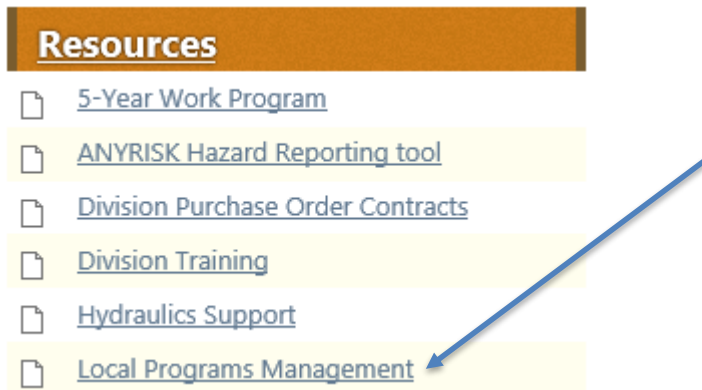 Resources
5-Year Work Program
ANYRISK Hazard Reporting tool
Division Purchase Order Contracts
Division Training
Hydraulics Support
Local Programs Management